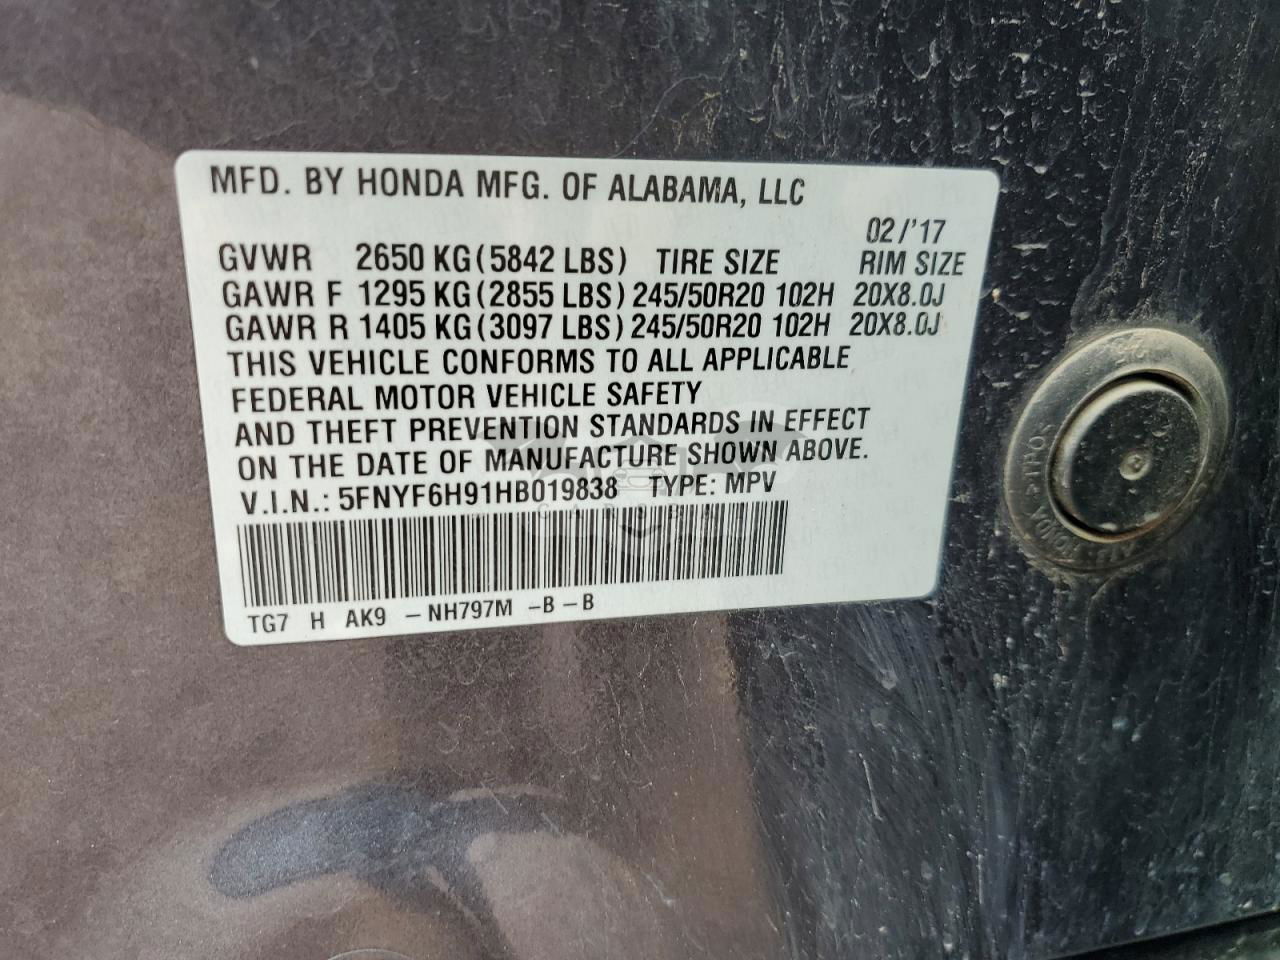 MFD. BY HONDA MFG. OF ALABAMA, LLC
02/'17
GVWR 2650 KG(5842 LBS) TIRE SIZE RIM SIZE
GAWR F 1295 KG(2855 LBS) 245/50R20 102H 20X8.0J
GAWR R 1405 KG(3097 LBS) 245/50R20 102H 20X8.0J
THIS VEHICLE CONFORMS TO ALL APPLICABLE
FEDERAL MOTOR VEHICLE SAFETY
AND THEFT PREVENTION STANDARDS IN EFFECT
ON THE DATE OF MANUFACTURE SHOWN ABOVE.
V.I.N.: 5FNYF6H91HB019838 TYPE: MPV
TG7 H AK9 -NH797M -B-B
HONDA